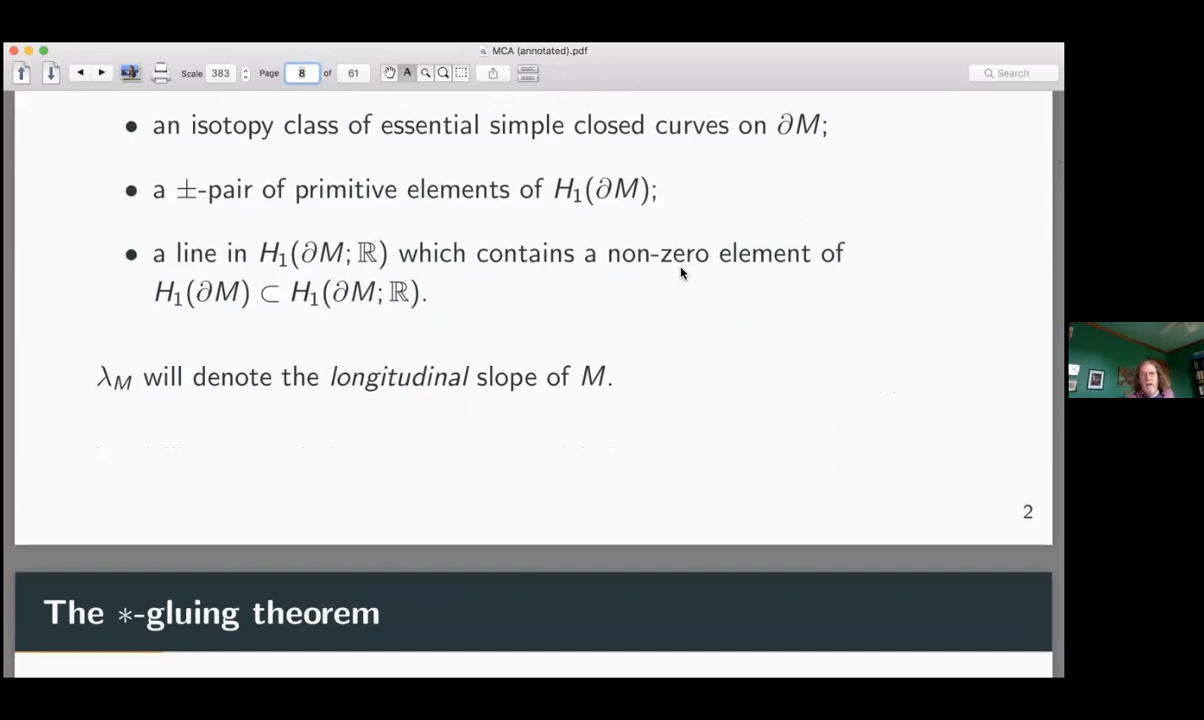 MCA (annotated).pdf
Scale 383 Page 8 of 61 A Search
• an isotopy class of essential simple closed curves on ∂M;
• a ±-pair of primitive elements of H₁(∂M);
• a line in H₁(∂M; ℝ) which contains a non-zero element of
H₁(∂M) ⊂ H₁(∂M; ℝ).
λ_M will denote the longitudinal slope of M.
2
The ∗-gluing theorem